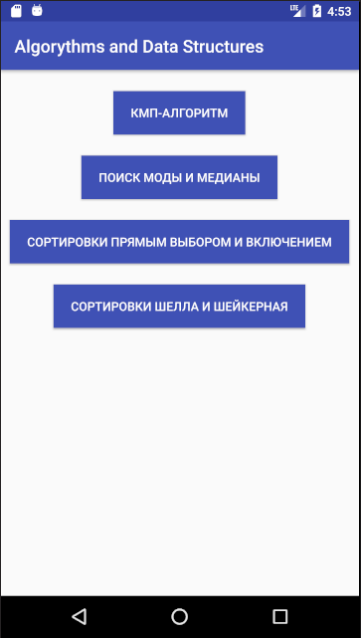 LTE 4:53
Algorythms and Data Structures
КМП-АЛГОРИТМ
ПОИСК МОДЫ И МЕДИАНЫ
СОРТИРОВКИ ПРЯМЫМ ВЫБОРОМ И ВКЛЮЧЕНИЕМ
СОРТИРОВКИ ШЕЛЛА И ШЕЙКЕРНАЯ